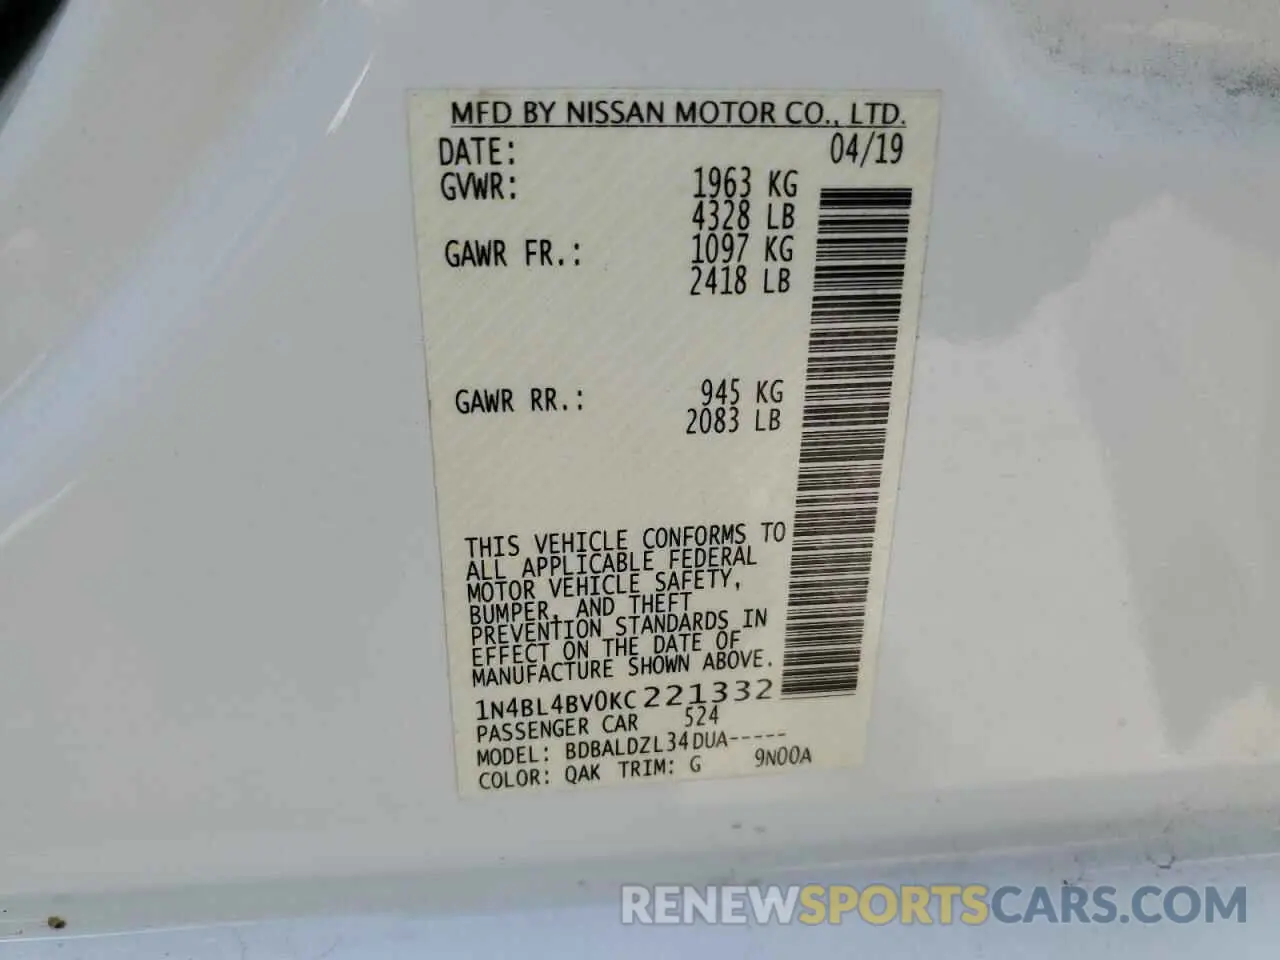 MFD BY NISSAN MOTOR CO., LTD.
DATE: 04/19
GVWR: 1963 KG
4328 LB
GAWR FR.: 1097 KG
2418 LB
GAWR RR.: 945 KG
2083 LB
THIS VEHICLE CONFORMS TO
ALL APPLICABLE FEDERAL
MOTOR VEHICLE SAFETY,
BUMPER, AND THEFT
PREVENTION STANDARDS IN
EFFECT ON THE DATE OF
MANUFACTURE SHOWN ABOVE.
1N4BL4BV0KC221332
PASSENGER CAR 524
MODEL: BDBALDZL34DUA-----
COLOR: QAK TRIM: G 9N00A
RENEWSPORTSCARS.COM